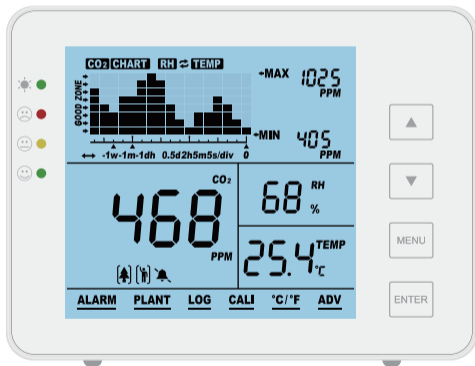 CO2 CHART RH ⇄ TEMP
GOOD ZONE
MAX 1025
PPM
MIN 405
PPM
-1w-1m-1dh 0.5d2h5m5s/div 0
CO2
468
PPM
68 RH
%
25.4 TEMP
℃
ALARM PLANT LOG CALI °C/°F ADV
▲
▼
MENU
ENTER